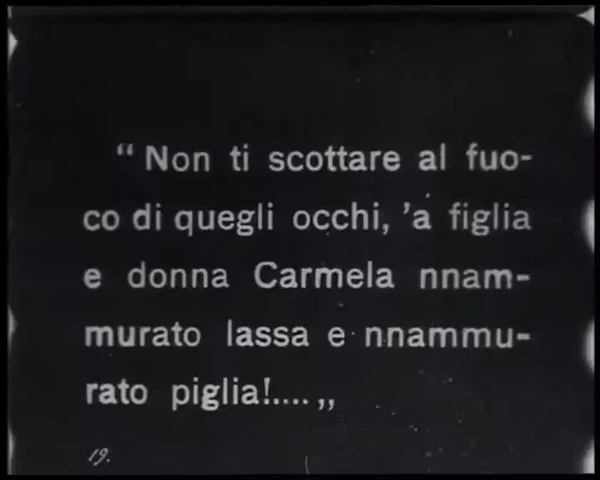 “ Non ti scottare al fuo-
co di quegli occhi, 'a figlia
e donna Carmela nnam-
murato lassa e nnammu-
rato piglia!.... „
19.